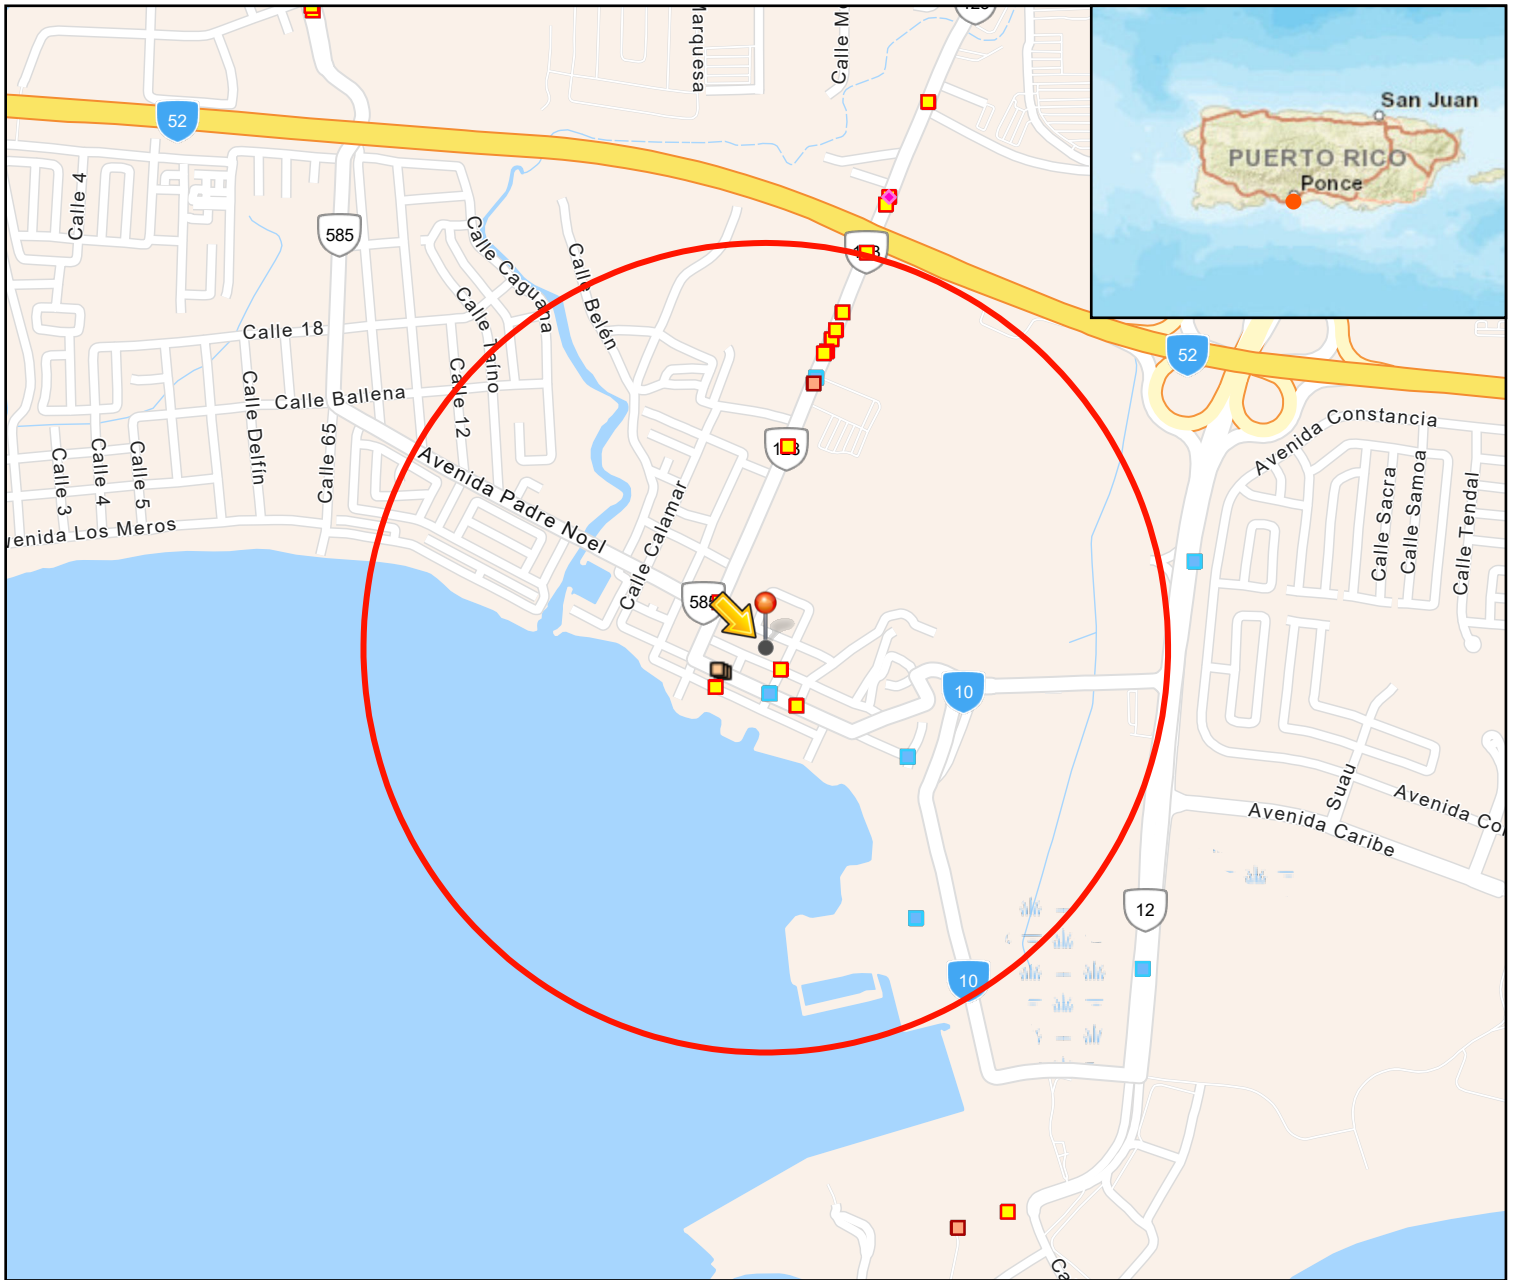 Marquesa
San Juan
PUERTO RICO
Ponce
52
Calle 4
585
Calle Caguana
Calle Belén
Calle 18
Calle Taíno
52
Calle Ballena
Calle 12
Calle Delfín
Calle 65
Calle 3
Calle 4
Calle 5
Avenida Constancia
Calle Sacra
Calle Samoa
Calle Tendal
Avenida Padre Noel
Calle Calamar
venida Los Meros
585
10
Suau
Avenida Caribe
Avenida Co
12
10